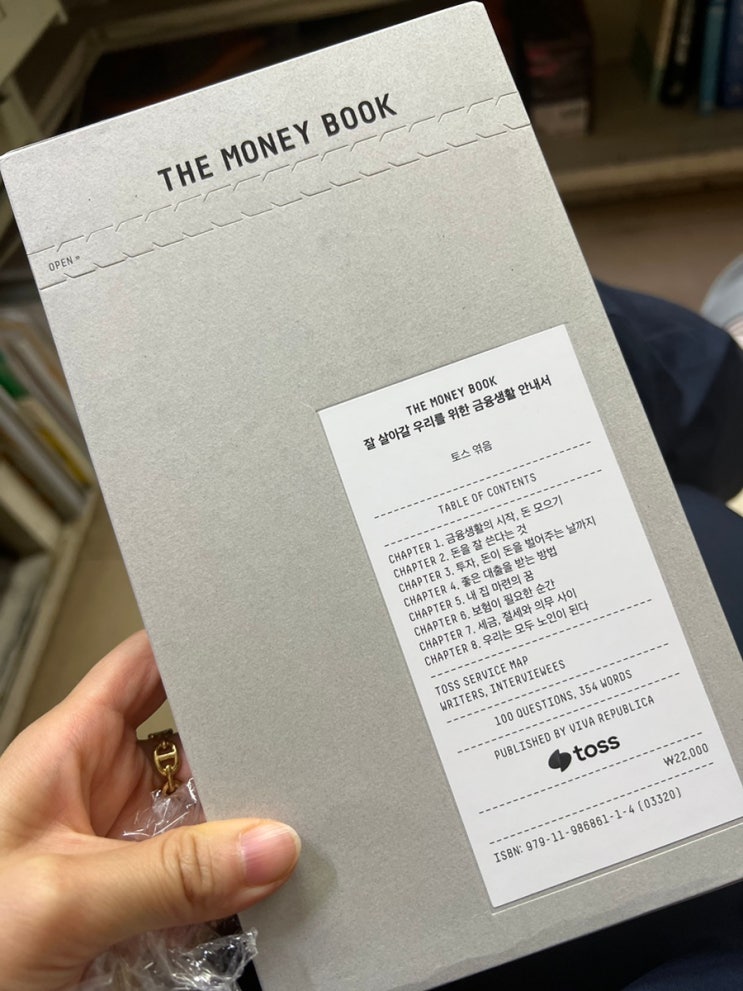 THE MONEY BOOK
OPEN »
THE MONEY BOOK
잘 살아갈 우리를 위한 금융생활 안내서
토스 엮음
TABLE OF CONTENTS
CHAPTER 1. 금융생활의 시작, 돈 모으기
CHAPTER 2. 돈을 잘 쓴다는 것
CHAPTER 3. 투자, 돈이 돈을 벌어주는 날까지
CHAPTER 4. 좋은 대출을 받는 방법
CHAPTER 5. 내 집 마련의 꿈
CHAPTER 6. 보험이 필요한 순간
CHAPTER 7. 세금, 절세와 의무 사이
CHAPTER 8. 우리는 모두 노인이 된다
TOSS SERVICE MAP
WRITERS, INTERVIEWEES
100 QUESTIONS, 354 WORDS
PUBLISHED BY VIVA REPUBLICA
toss
₩22,000
ISBN: 979-11-986861-1-4 (03320)